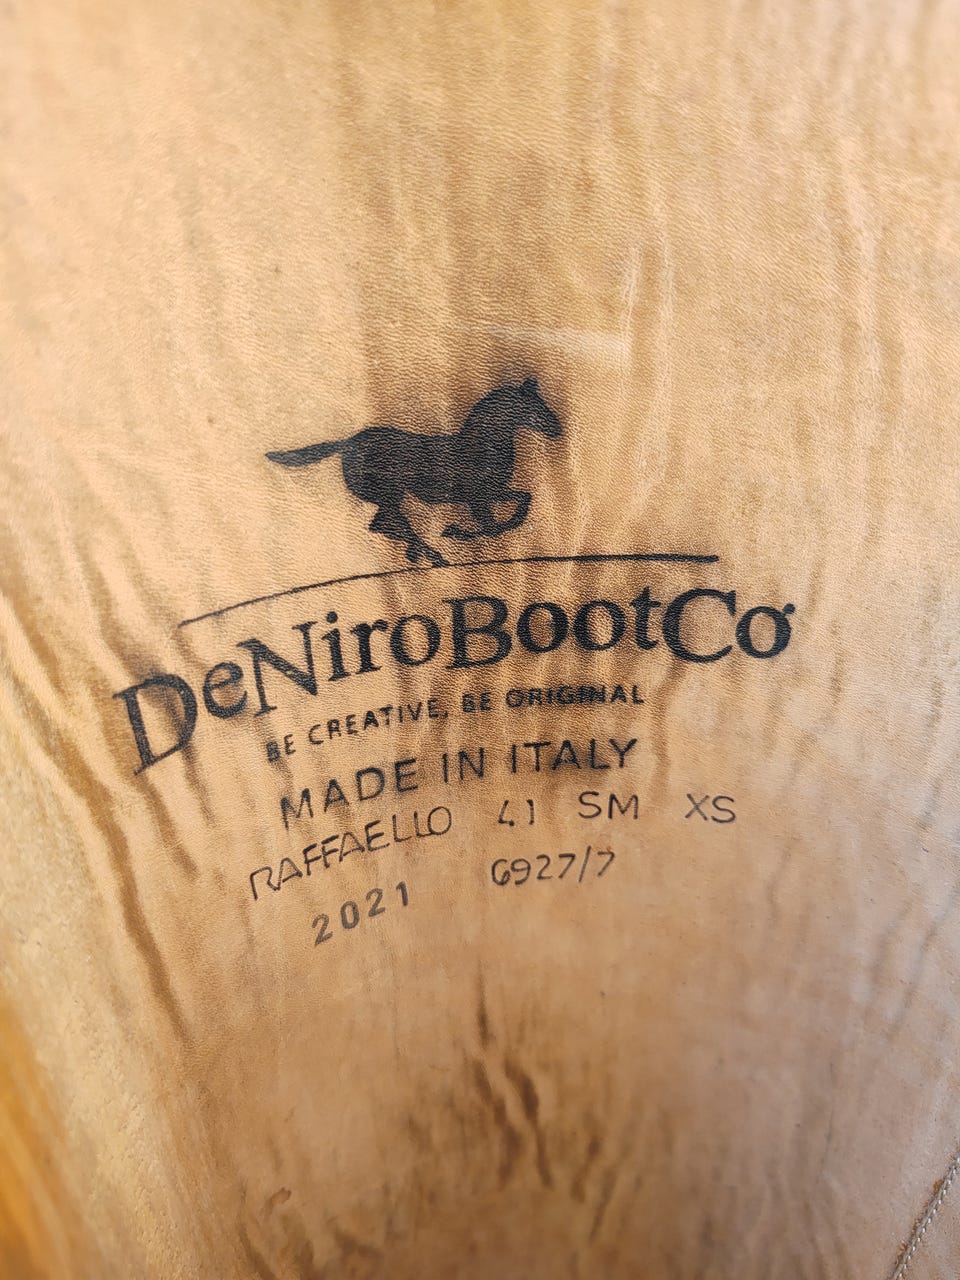 DeNiroBootCo
BE CREATIVE, BE ORIGINAL
MADE IN ITALY
RAFFAELLO 41 SM XS
2021 6927/7